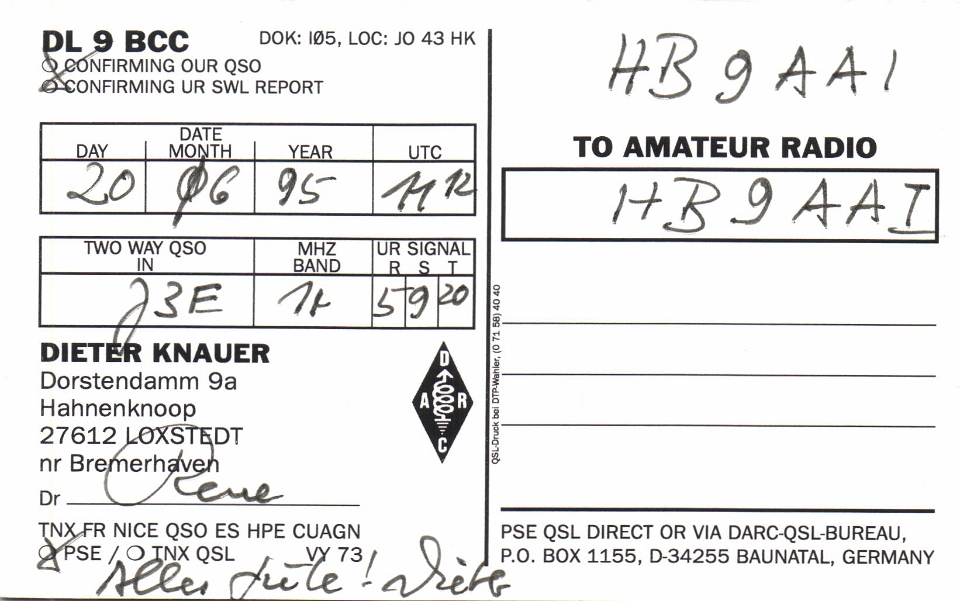 DL 9 BCC DOK: IØ5, LOC: JO 43 HK
CONFIRMING OUR QSO
CONFIRMING UR SWL REPORT
DATE
DAY MONTH YEAR UTC
20 Ø6 95 11 12
TWO WAY QSO IN MHZ BAND UR SIGNAL
R S T
J3E 14 5 9 20
DIETER KNAUER
Dorstendamm 9a
Hahnenknoop
27612 LOXSTEDT
nr Bremerhaven
Dr Rene
TNX FR NICE QSO ES HPE CUAGN
PSE / TNX QSL VY 73
Alles Gute! Dieter
D A R C
QSL-Druck bei DTP-Wahler, (0 71 58) 40 40
HB 9 AAI
TO AMATEUR RADIO
HB 9 AAI
PSE QSL DIRECT OR VIA DARC-QSL-BUREAU,
P.O. BOX 1155, D-34255 BAUNATAL, GERMANY